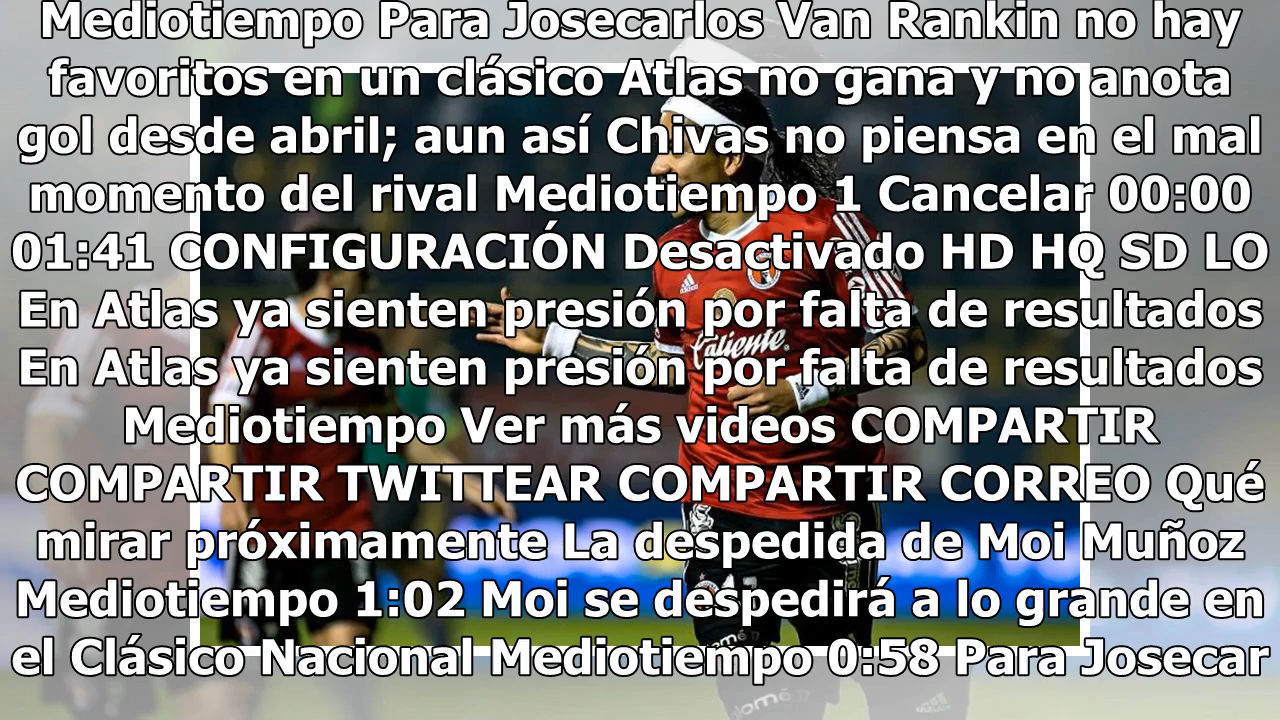 Mediotiempo Para Josecarlos Van Rankin no hay
favoritos en un clásico Atlas no gana y no anota
gol desde abril; aun así Chivas no piensa en el mal
momento del rival Mediotiempo 1 Cancelar 00:00
01:41 CONFIGURACIÓN Desactivado HD HQ SD LO
En Atlas ya sienten presión por falta de resultados
En Atlas ya sienten presión por falta de resultados
Mediotiempo Ver más videos COMPARTIR
COMPARTIR TWITTEAR COMPARTIR CORREO Qué
mirar próximamente La despedida de Moi Muñoz
Mediotiempo 1:02 Moi se despedirá a lo grande en
el Clásico Nacional Mediotiempo 0:58 Para Josecar
adidas
Caliente